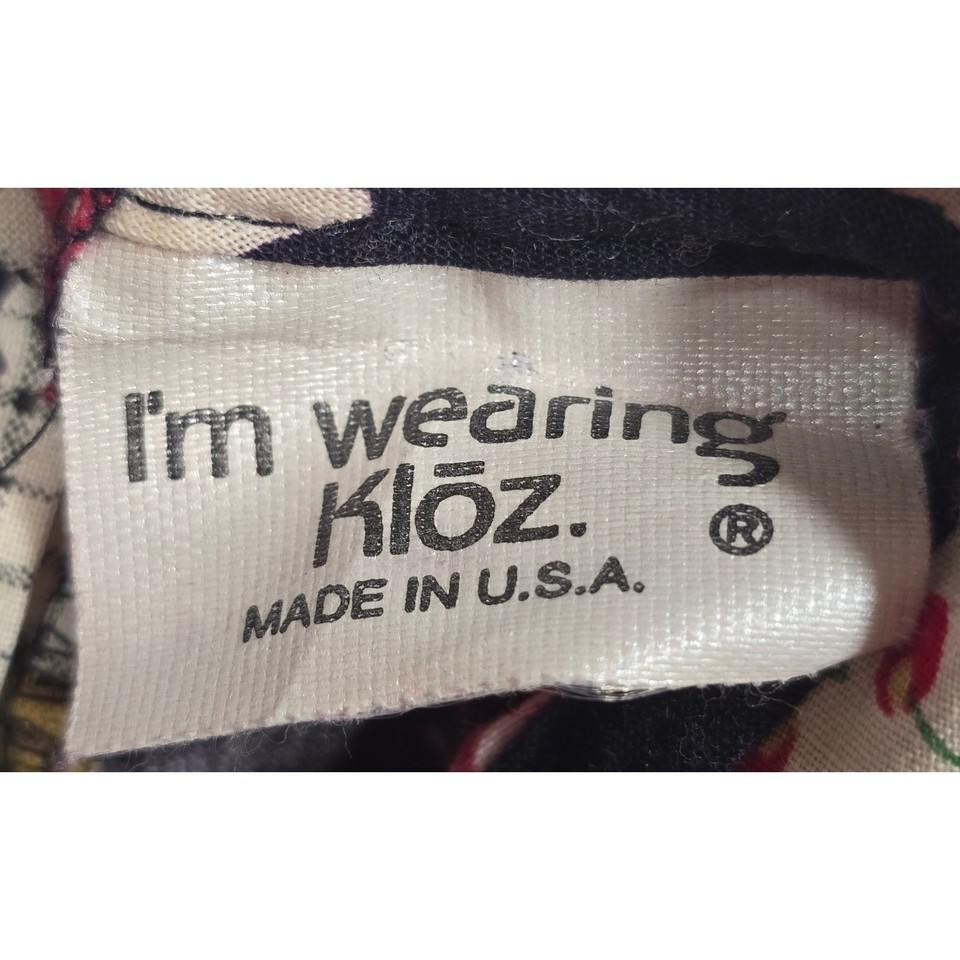 I'm wearing
Klōz.
®
MADE IN U.S.A.